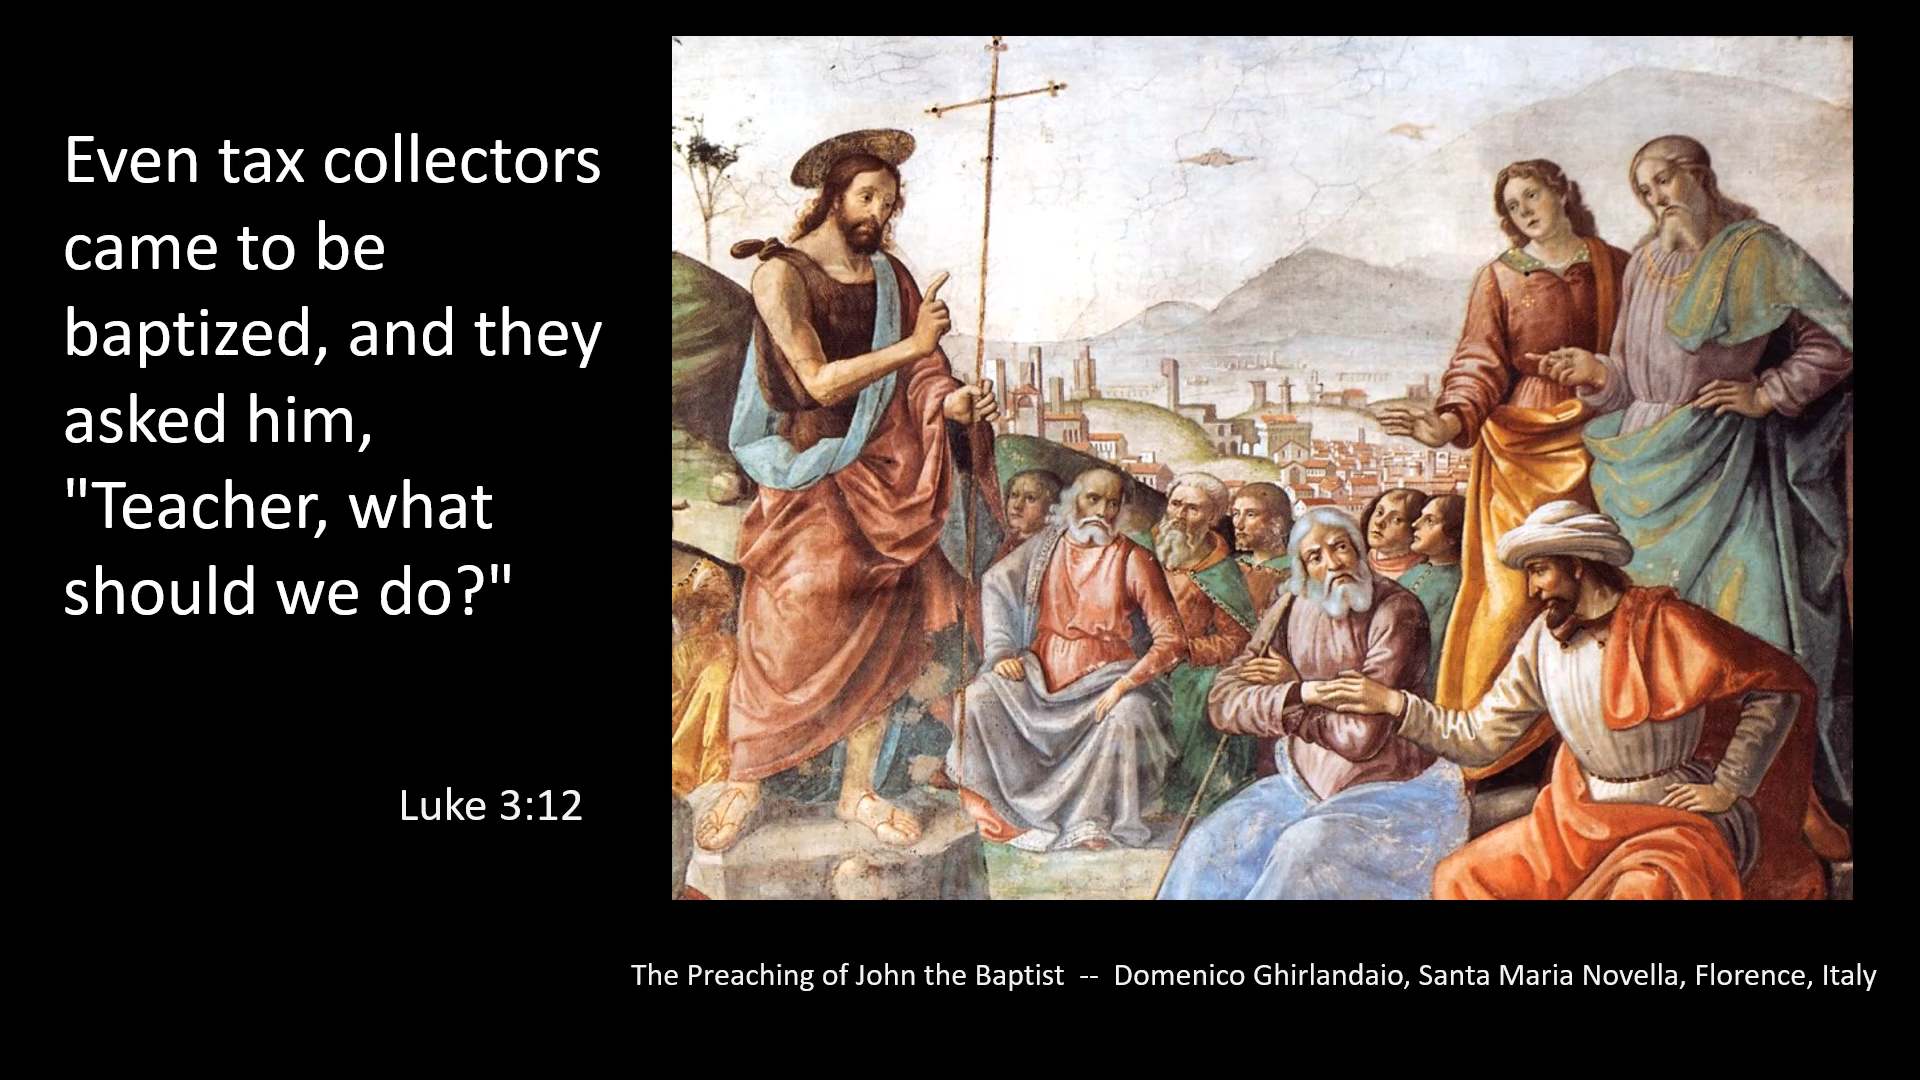 Even tax collectors
came to be
baptized, and they
asked him,
"Teacher, what
should we do?"
Luke 3:12
The Preaching of John the Baptist -- Domenico Ghirlandaio, Santa Maria Novella, Florence, Italy